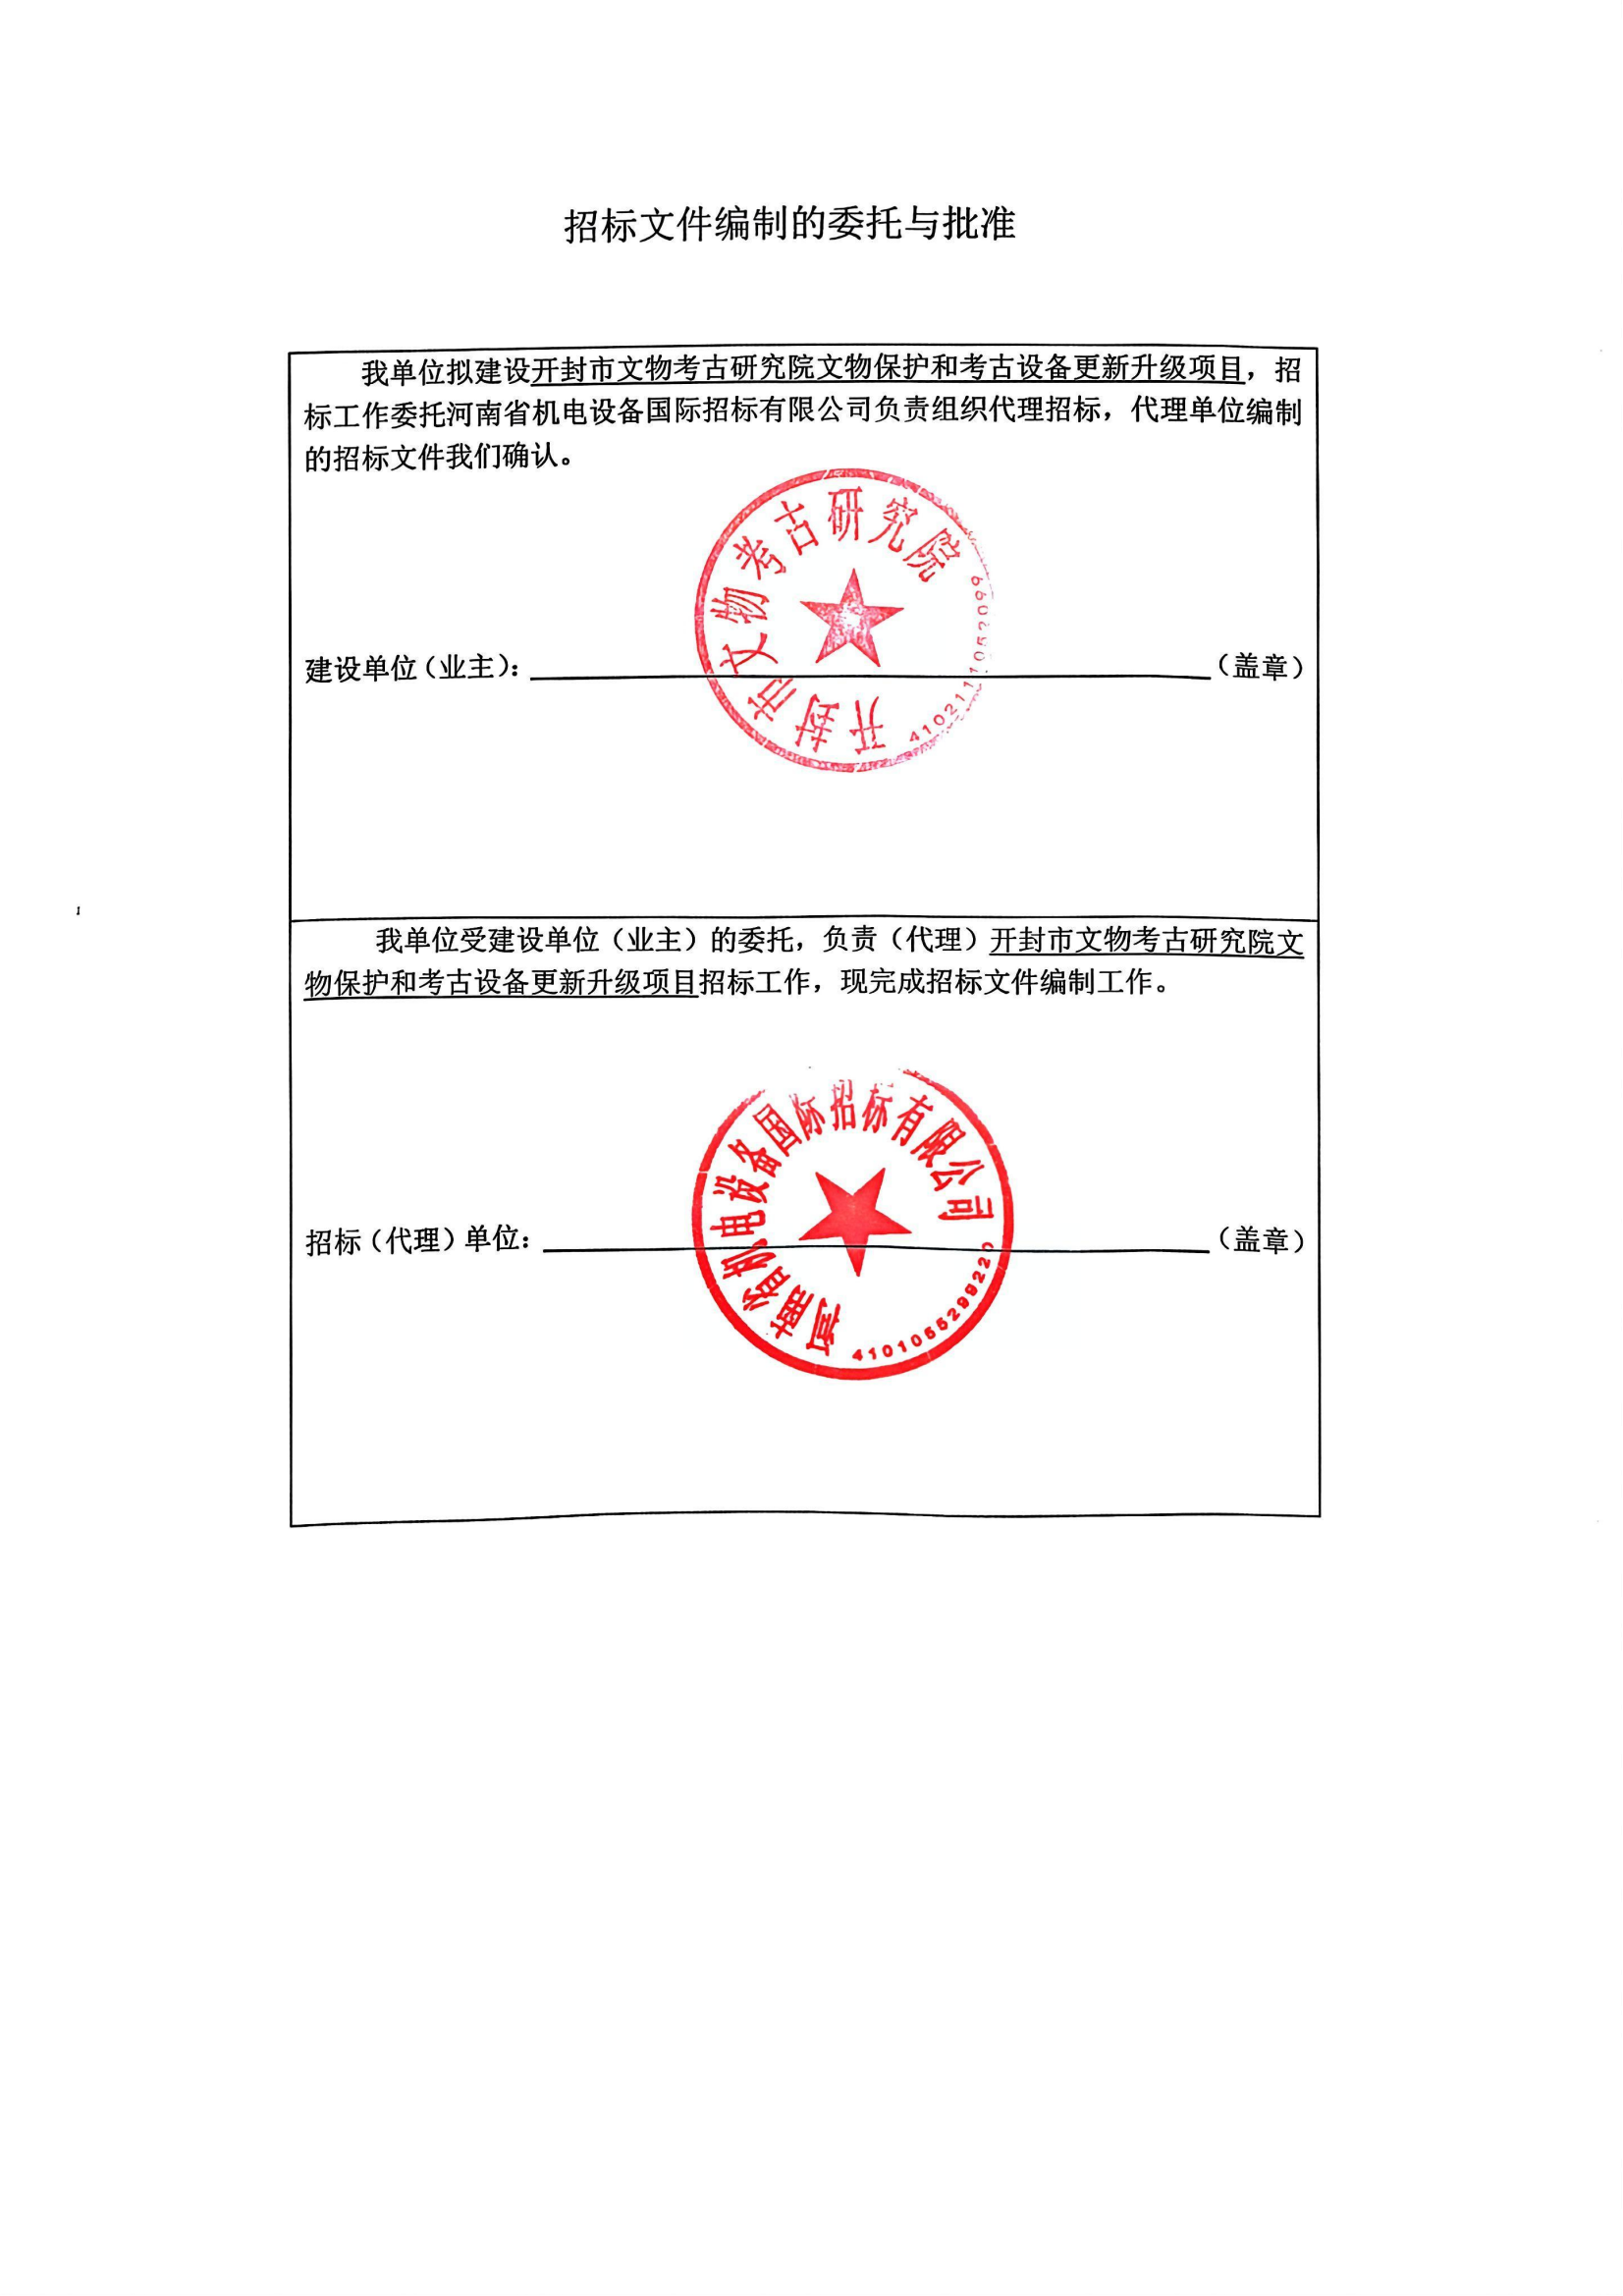 招标文件编制的委托与批准
我单位拟建设开封市文物考古研究院文物保护和考古设备更新升级项目，招
标工作委托河南省机电设备国际招标有限公司负责组织代理招标，代理单位编制
的招标文件我们确认。
开封市文物考古研究院
建设单位（业主）：（盖章）
我单位受建设单位（业主）的委托，负责（代理）开封市文物考古研究院文
物保护和考古设备更新升级项目招标工作，现完成招标文件编制工作。
河南省机电设备国际招标有限公司
招标（代理）单位：（盖章）